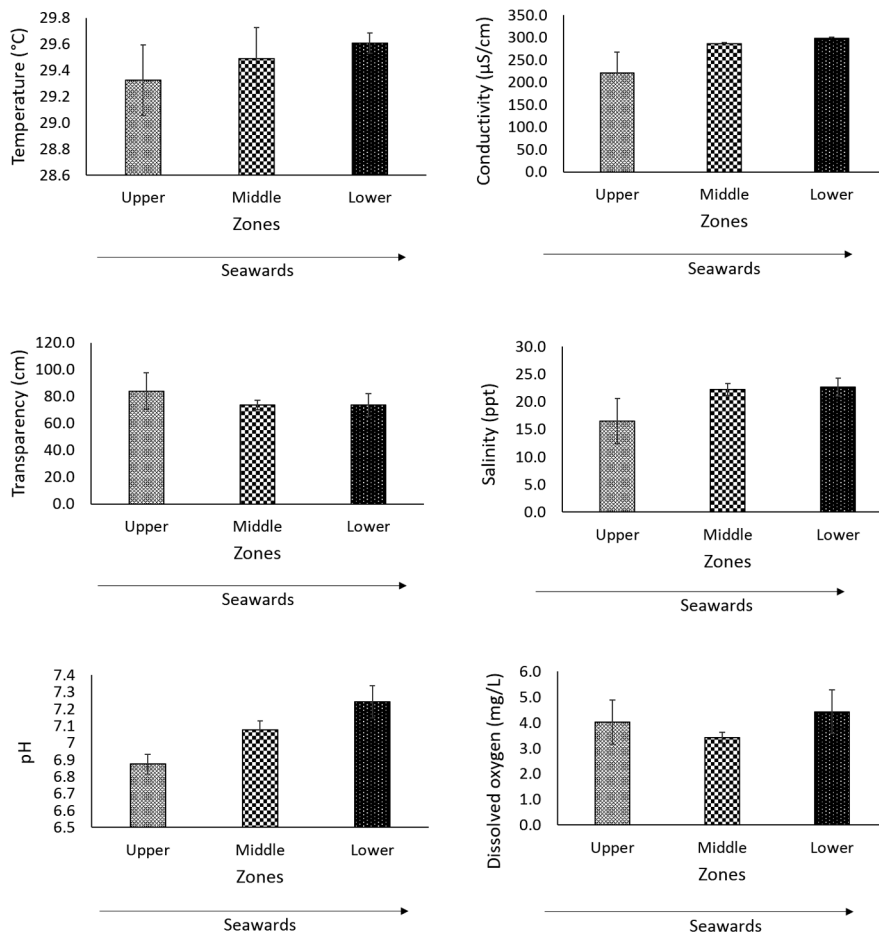 Temperature (°C)
29.8
29.6
29.4
29.2
29.0
28.8
28.6
Upper Middle Lower
Zones
Seawards
Conductivity (µS/cm)
350.0
300.0
250.0
200.0
150.0
100.0
50.0
0.0
Upper Middle Lower
Zones
Seawards
Transparency (cm)
120.0
100.0
80.0
60.0
40.0
20.0
0.0
Upper Middle Lower
Zones
Seawards
Salinity (ppt)
30.0
25.0
20.0
15.0
10.0
5.0
0.0
Upper Middle Lower
Zones
Seawards
pH
7.4
7.3
7.2
7.1
7
6.9
6.8
6.7
6.6
6.5
Upper Middle Lower
Zones
Seawards
Dissolved oxygen (mg/L)
6.0
5.0
4.0
3.0
2.0
1.0
0.0
Upper Middle Lower
Zones
Seawards